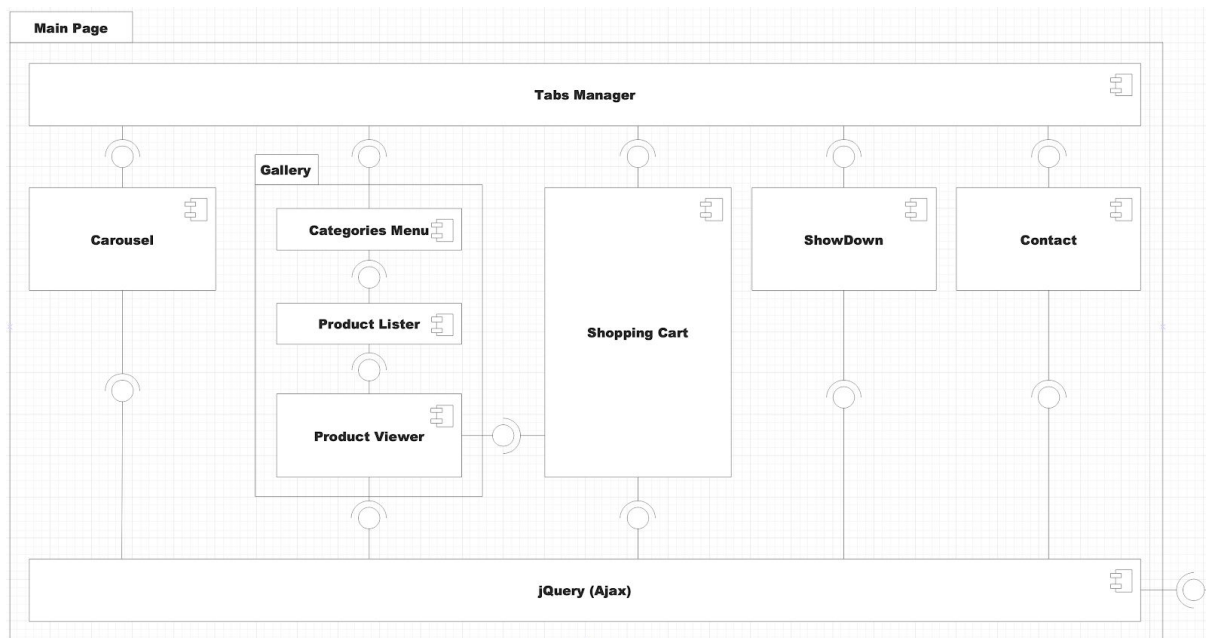 Main Page
Tabs Manager
Gallery
Carousel
Categories Menu
Product Lister
Product Viewer
Shopping Cart
ShowDown
Contact
jQuery (Ajax)